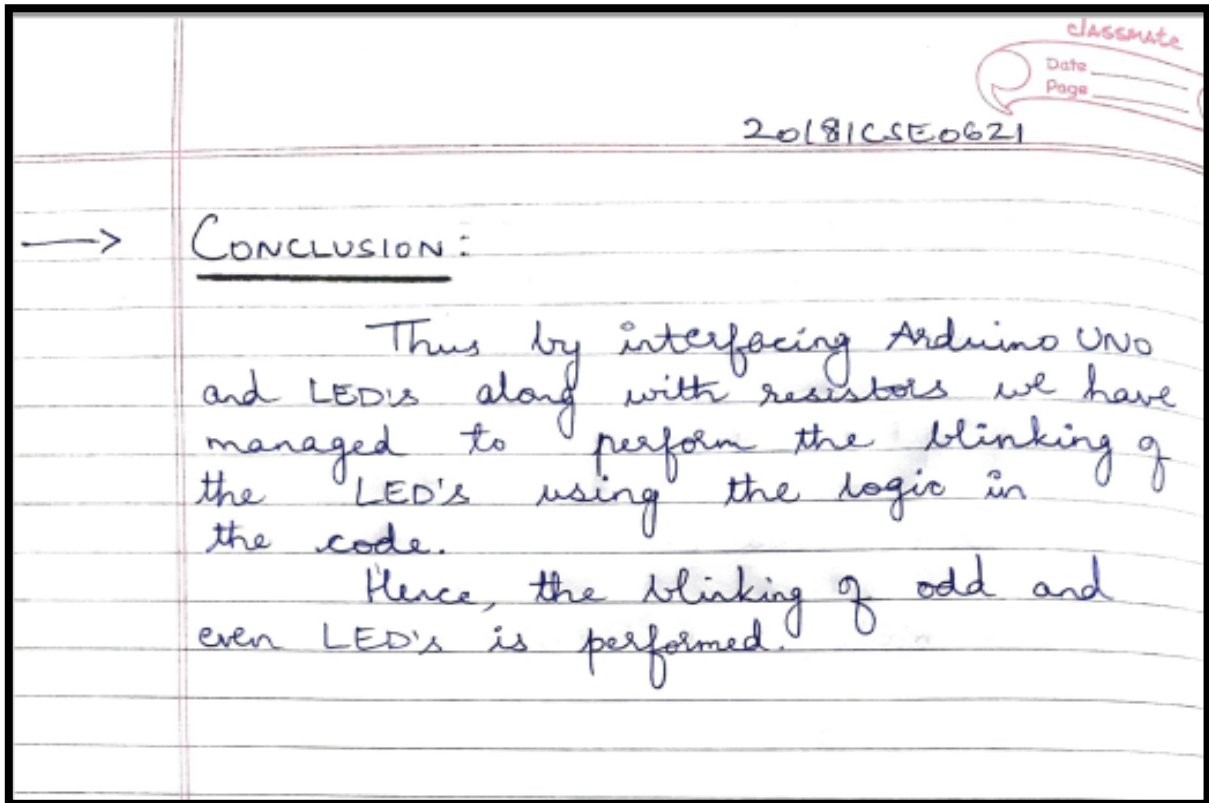 classmate
Date
Page
20181CSE0621
→ CONCLUSION:
Thus by interfacing Arduino UNO
and LED's along with resistors we have
managed to perform the blinking of
the LED's using the logic in
the code.
Hence, the blinking of odd and
even LED's is performed.